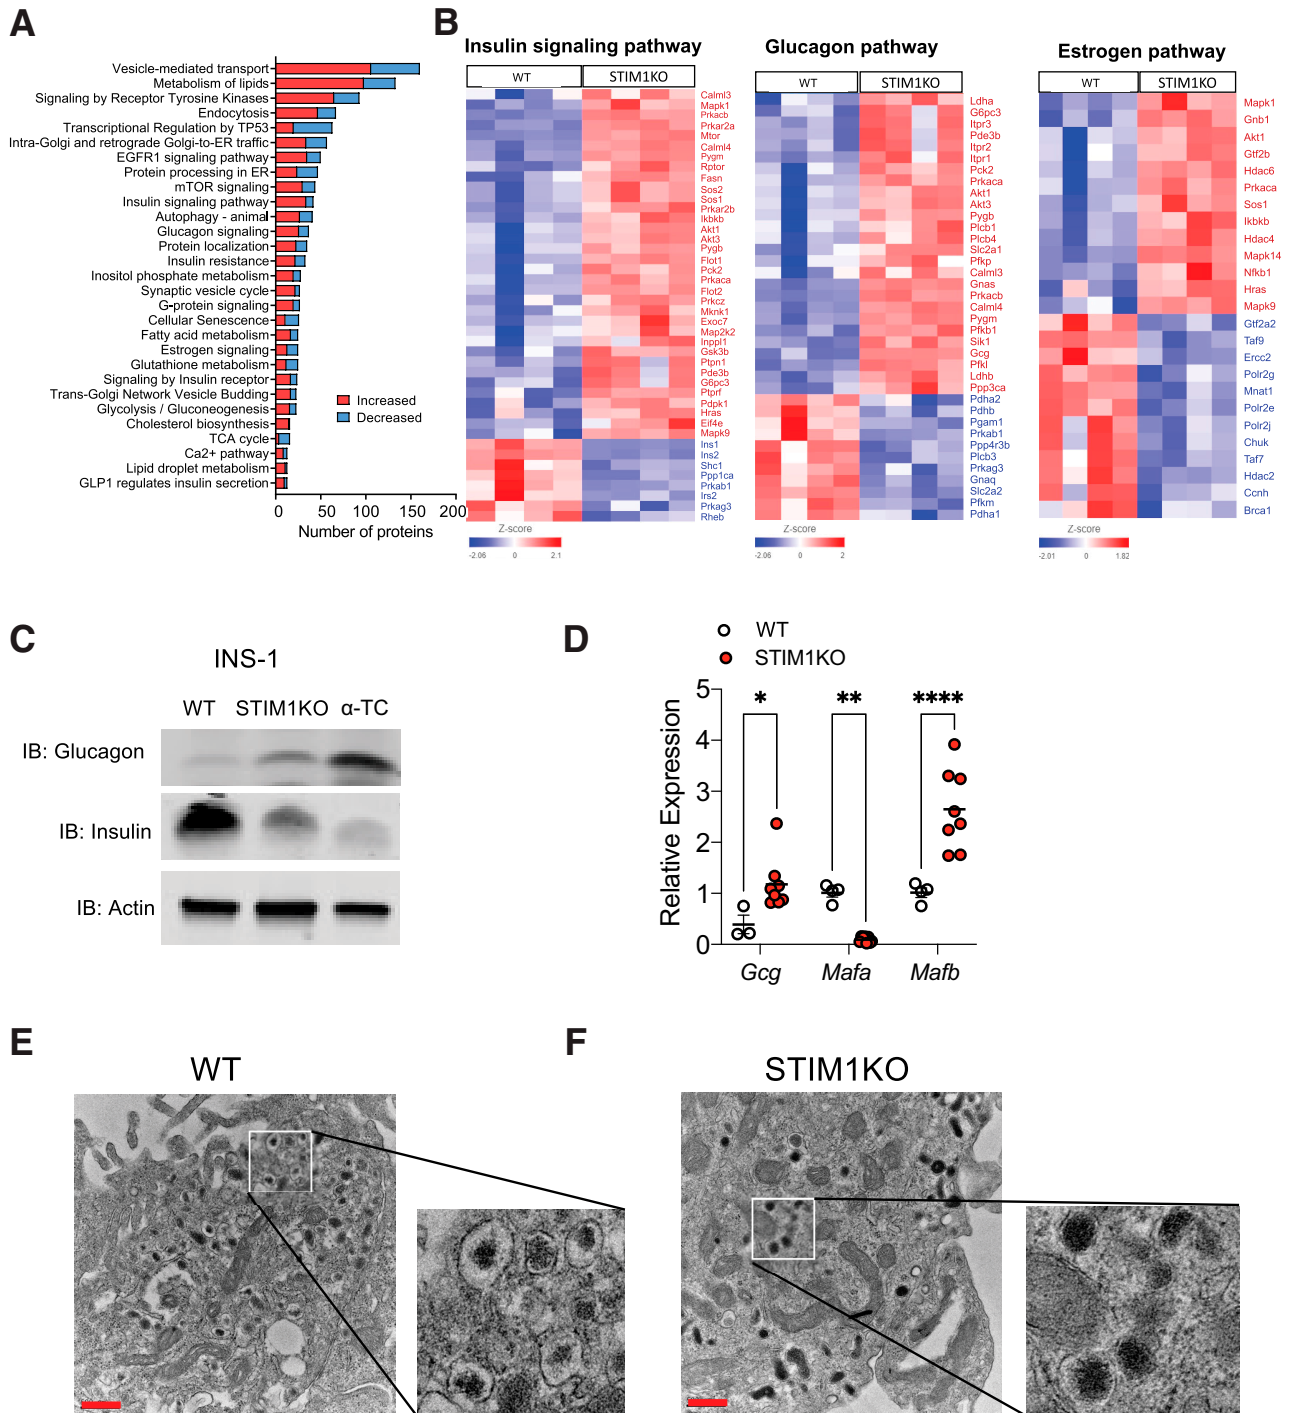 A
Vesicle-mediated transport
Metabolism of lipids
Signaling by Receptor Tyrosine Kinases
Endocytosis
Transcriptional Regulation by TP53
Intra-Golgi and retrograde Golgi-to-ER traffic
EGFR1 signaling pathway
Protein processing in ER
mTOR signaling
Insulin signaling pathway
Autophagy - animal
Glucagon signaling
Protein localization
Insulin resistance
Inositol phosphate metabolism
Synaptic vesicle cycle
G-protein signaling
Cellular Senescence
Fatty acid metabolism
Estrogen signaling
Glutathione metabolism
Signaling by Insulin receptor
Trans-Golgi Network Vesicle Budding
Glycolysis / Gluconeogenesis
Cholesterol biosynthesis
TCA cycle
Ca2+ pathway
Lipid droplet metabolism
GLP1 regulates insulin secretion
Increased
Decreased
0 50 100 150 200
Number of proteins
B
Insulin signaling pathway
WT STIM1KO
Calml3
Mapk1
Prkacb
Prkar2a
Mtor
Calml4
Pygm
Rptor
Fasn
Sos2
Sos1
Prkar2b
Ikbkb
Akt1
Akt3
Pygb
Flot1
Pck2
Prkaca
Flot2
Prkcz
Mknk1
Exoc7
Map2k2
Inppl1
Gsk3b
Ptpn1
Pde3b
G6pc3
Ptprf
Pdpk1
Hras
Eif4e
Mapk9
Ins1
Ins2
Shc1
Ppp1ca
Prkab1
Irs2
Prkag3
Rheb
Z-score
-2.06 0 2.1
Glucagon pathway
WT STIM1KO
Ldha
G6pc3
Itpr3
Pde3b
Itpr2
Itpr1
Pck2
Prkaca
Akt1
Akt3
Pygb
Plcb1
Plcb4
Slc2a1
Pfkp
Calml3
Gnas
Prkacb
Calml4
Pygm
Pfkb1
Sik1
Gcg
Pfkl
Ldhb
Ppp3ca
Pdha2
Pdhb
Pgam1
Prkab1
Ppp4r3b
Plcb3
Prkag3
Gnaq
Slc2a2
Pfkm
Pdha1
Z-score
-2.06 0 2
Estrogen pathway
WT STIM1KO
Mapk1
Gnb1
Akt1
Gtf2b
Hdac6
Prkaca
Sos1
Ikbkb
Hdac4
Mapk14
Nfkb1
Hras
Mapk9
Gtf2a2
Taf9
Ercc2
Polr2g
Mnat1
Polr2e
Polr2j
Chuk
Taf7
Hdac2
Ccnh
Brca1
Z-score
-2.01 0 1.82
C
INS-1
WT STIM1KO α-TC
IB: Glucagon
IB: Insulin
IB: Actin
D
WT
STIM1KO
Relative Expression
5
4
3
2
1
0
* ** ****
Gcg Mafa Mafb
E
WT
F
STIM1KO